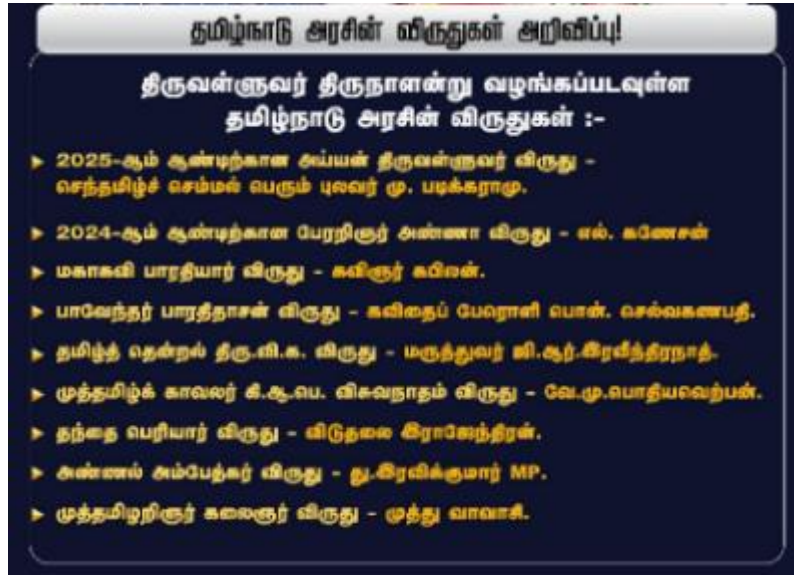 தமிழ்நாடு அரசின் விருதுகள் அறிவிப்பு!
திருவள்ளுவர் திருநாளன்று வழங்கப்படவுள்ள
தமிழ்நாடு அரசின் விருதுகள் :-
2025-ஆம் ஆண்டிற்கான அய்யன் திருவள்ளுவர் விருது -
செந்தமிழ்ச் செம்மல் பெரும் புலவர் மு. படிக்கராமு.
2024-ஆம் ஆண்டிற்கான பேரறிஞர் அண்ணா விருது - எல். கணேசன்
மகாகவி பாரதியார் விருது - கவிஞர் கபிலன்.
பாவேந்தர் பாரதிதாசன் விருது - கவிதைப் பேரொளி பொன். செல்வகணபதி.
தமிழ்த் தென்றல் திரு.வி.க. விருது - மருத்துவர் ஜி.ஆர்.இரவீந்திரநாத்.
முத்தமிழ்க் காவலர் கி.ஆ.பெ. விசுவநாதம் விருது - வே.மு.பொதியவெற்பன்.
தந்தை பெரியார் விருது - விடுதலை இராஜேந்திரன்.
அண்ணல் அம்பேத்கர் விருது - து.இரவிக்குமார் MP.
முத்தமிழறிஞர் கலைஞர் விருது - முத்து வாவாசி.